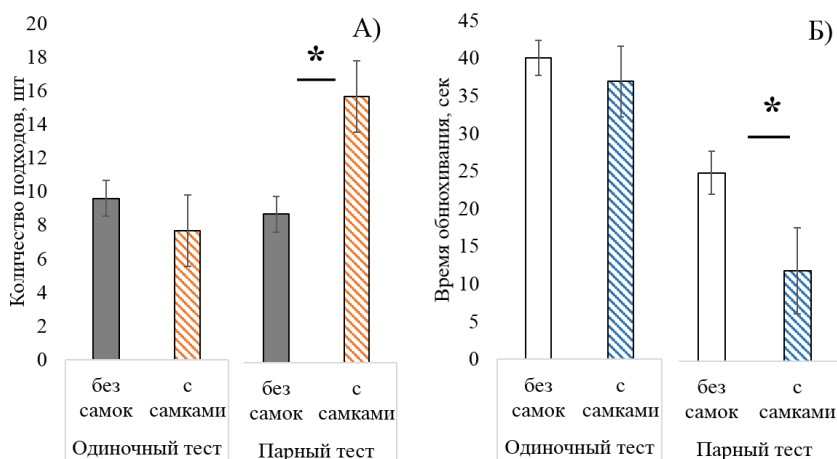 А)
Количество подходов, шт
20
18
16
14
12
10
8
6
4
2
0
*
без самок
с самками
без самок
с самками
Одиночный тест
Парный тест
Б)
Время обнюхивания, сек
45
40
35
30
25
20
15
10
5
0
*
без самок
с самками
без самок
с самками
Одиночный тест
Парный тест